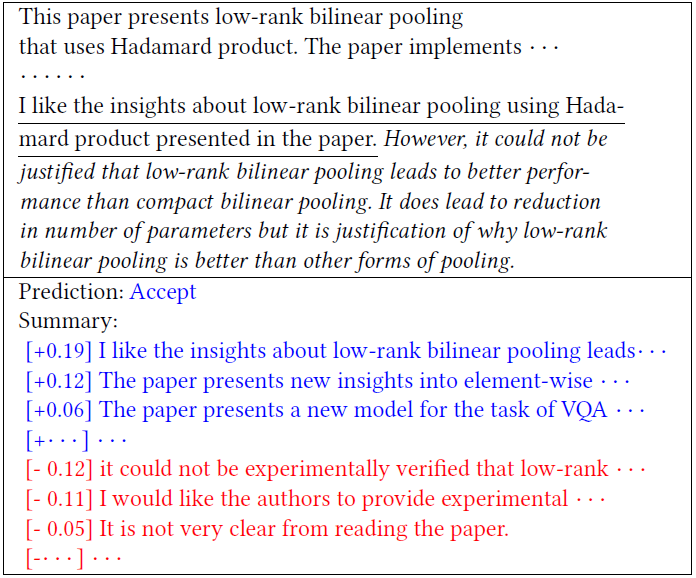 This paper presents low-rank bilinear pooling
that uses Hadamard product. The paper implements · · ·
· · · · · ·
I like the insights about low-rank bilinear pooling using Hada-
mard product presented in the paper. However, it could not be
justified that low-rank bilinear pooling leads to better perfor-
mance than compact bilinear pooling. It does lead to reduction
in number of parameters but it is justification of why low-rank
bilinear pooling is better than other forms of pooling.
Prediction: Accept
Summary:
[+0.19] I like the insights about low-rank bilinear pooling leads· · ·
[+0.12] The paper presents new insights into element-wise · · ·
[+0.06] The paper presents a new model for the task of VQA · · ·
[+· · · ] · · ·
[- 0.12] it could not be experimentally verified that low-rank · · ·
[- 0.11] I would like the authors to provide experimental · · ·
[- 0.05] It is not very clear from reading the paper.
[-· · · ] · · ·